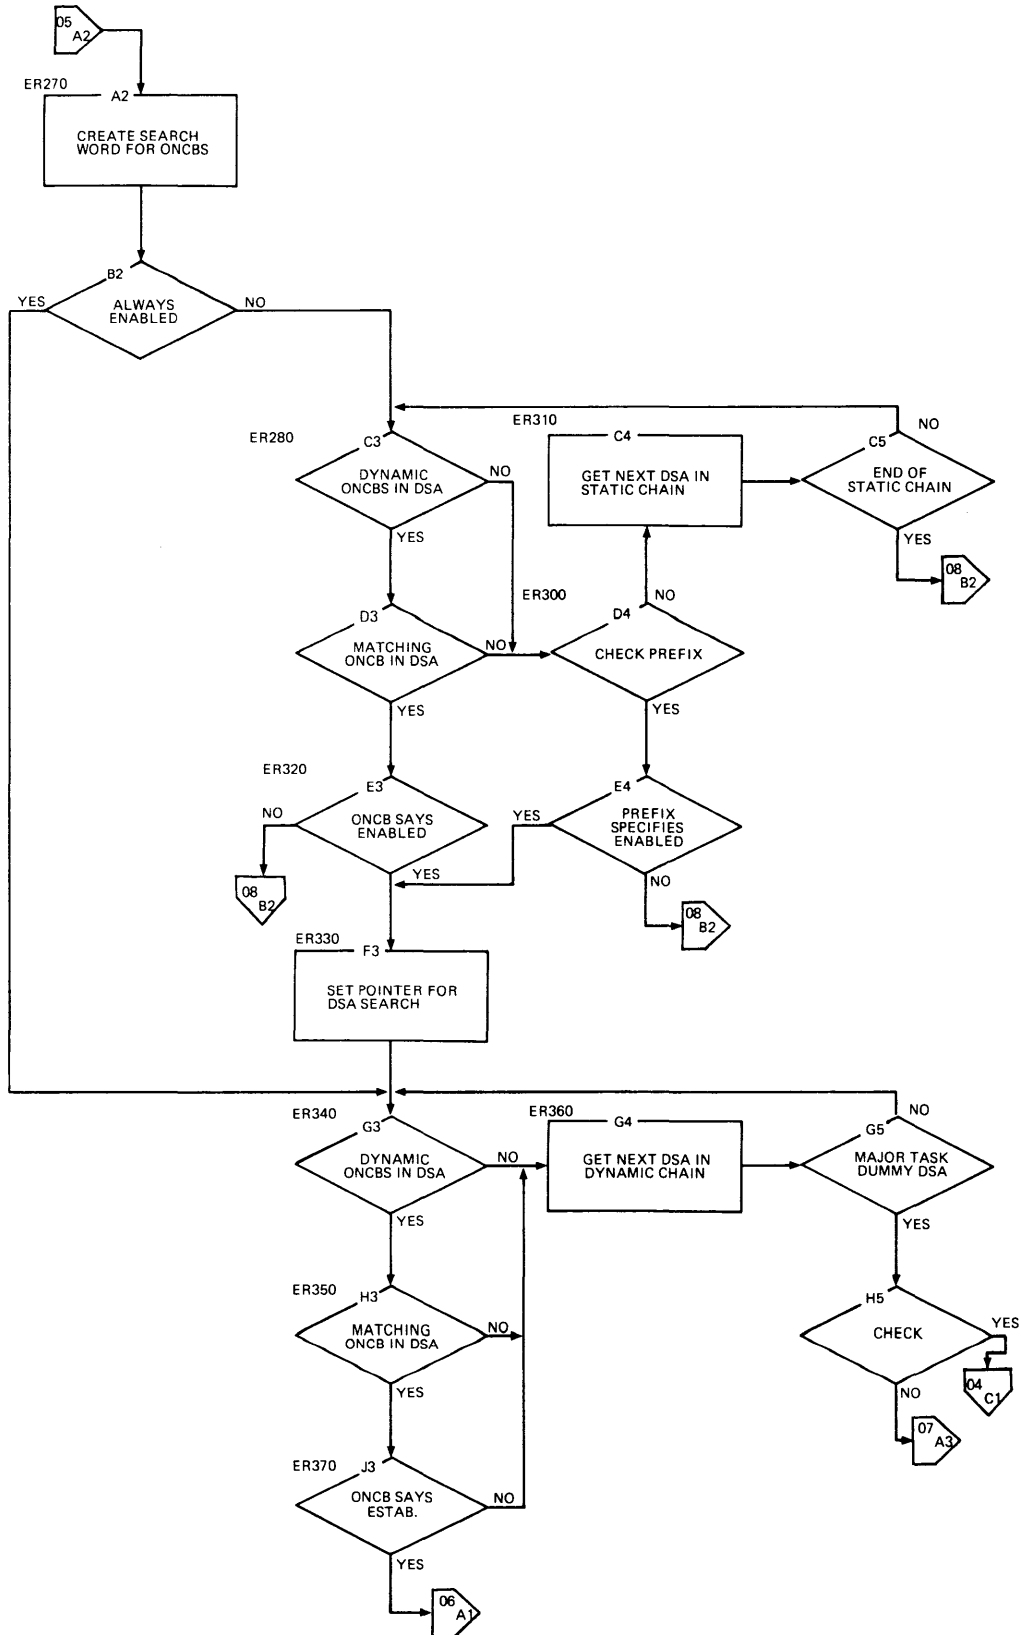 05
A2
ER270
A2
CREATE SEARCH
WORD FOR ONCBS
B2
YES
ALWAYS
ENABLED
NO
ER280
C3
DYNAMIC
ONCBS IN DSA
NO
YES
ER310
C4
GET NEXT DSA IN
STATIC CHAIN
C5
NO
END OF
STATIC CHAIN
YES
08
B2
D3
MATCHING
ONCB IN DSA
NO
YES
ER300
D4
NO
CHECK PREFIX
YES
ER320
E3
NO
ONCB SAYS
ENABLED
YES
08
B2
E4
YES
PREFIX
SPECIFIES
ENABLED
NO
08
B2
ER330
F3
SET POINTER FOR
DSA SEARCH
ER340
G3
DYNAMIC
ONCBS IN DSA
NO
YES
ER360
G4
GET NEXT DSA IN
DYNAMIC CHAIN
G5
NO
MAJOR TASK
DUMMY DSA
YES
ER350
H3
MATCHING
ONCB IN DSA
NO
YES
H5
CHECK
YES
NO
04
C1
07
A3
ER370
J3
ONCB SAYS
ESTAB.
NO
YES
06
A1